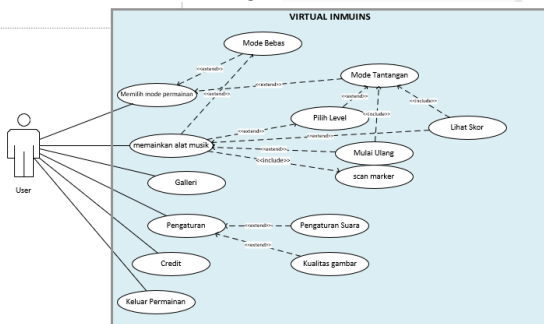 VIRTUAL INMUINS
Mode Bebas
<<extend>>
Mode Tantangan
<<extend>>
Memilih mode permainan
<<extend>>
<<extend>>
<<include>>
Pilih Level
<<include>>
Lihat Skor
<<extend>>
<<extend>>
memainkan alat musik
<<extend>>
Mulai Ulang
<<include>>
scan marker
User
Galleri
Pengaturan
<<extend>>
Pengaturan Suara
<<extend>>
Credit
Kualitas gambar
Keluar Permainan